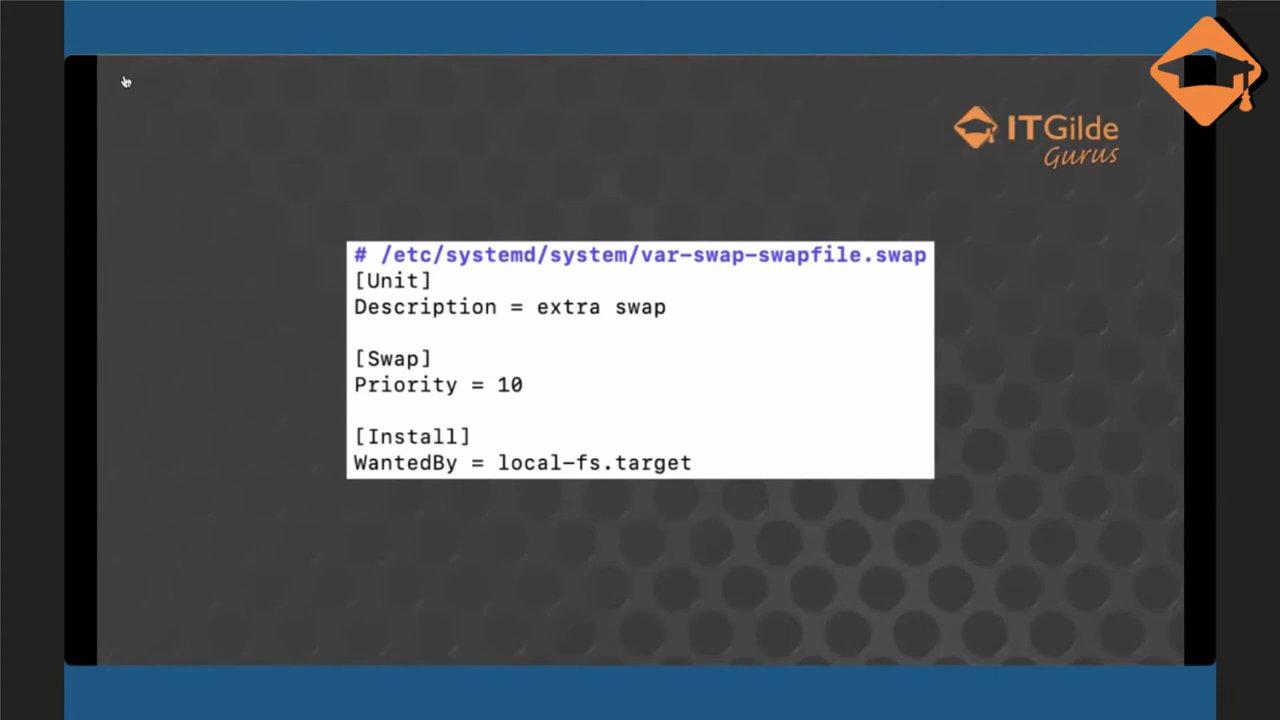 ITGilde
Gurus
# /etc/systemd/system/var-swap-swapfile.swap
[Unit]
Description = extra swap
[Swap]
Priority = 10
[Install]
WantedBy = local-fs.target